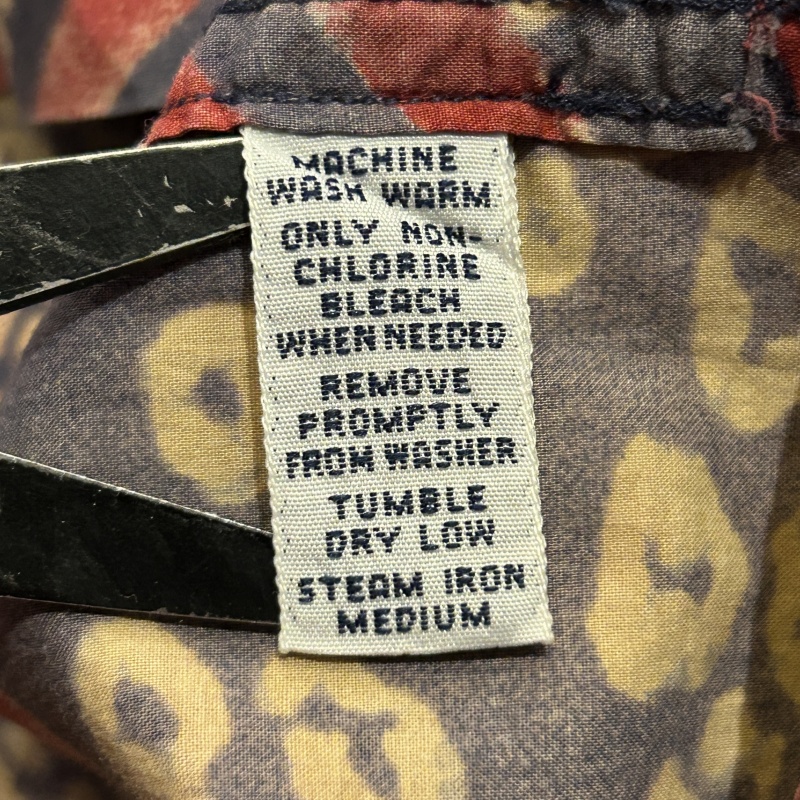 MACHINE
WASH WARM
ONLY NON-
CHLORINE
BLEACH
WHEN NEEDED
REMOVE
PROMPTLY
FROM WASHER
TUMBLE
DRY LOW
STEAM IRON
MEDIUM